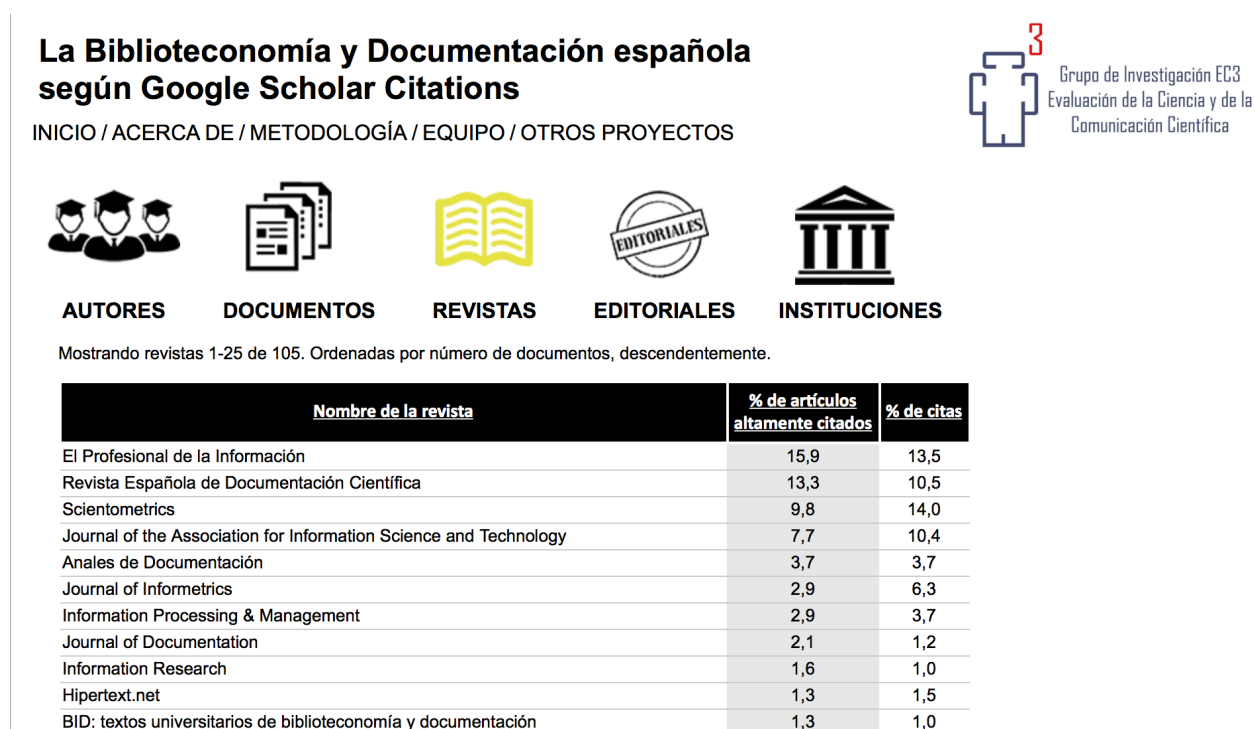 La Biblioteconomía y Documentación española
según Google Scholar Citations
3
Grupo de Investigación EC3
Evaluación de la Ciencia y de la
Comunicación Científica
INICIO / ACERCA DE / METODOLOGÍA / EQUIPO / OTROS PROYECTOS
EDITORIALES
AUTORES DOCUMENTOS REVISTAS EDITORIALES INSTITUCIONES
Mostrando revistas 1-25 de 105. Ordenadas por número de documentos, descendentemente.
Nombre de la revista % de artículos altamente citados % de citas
El Profesional de la Información 15,9 13,5
Revista Española de Documentación Científica 13,3 10,5
Scientometrics 9,8 14,0
Journal of the Association for Information Science and Technology 7,7 10,4
Anales de Documentación 3,7 3,7
Journal of Informetrics 2,9 6,3
Information Processing & Management 2,9 3,7
Journal of Documentation 2,1 1,2
Information Research 1,6 1,0
Hipertext.net 1,3 1,5
BID: textos universitarios de biblioteconomía y documentación 1,3 1,0